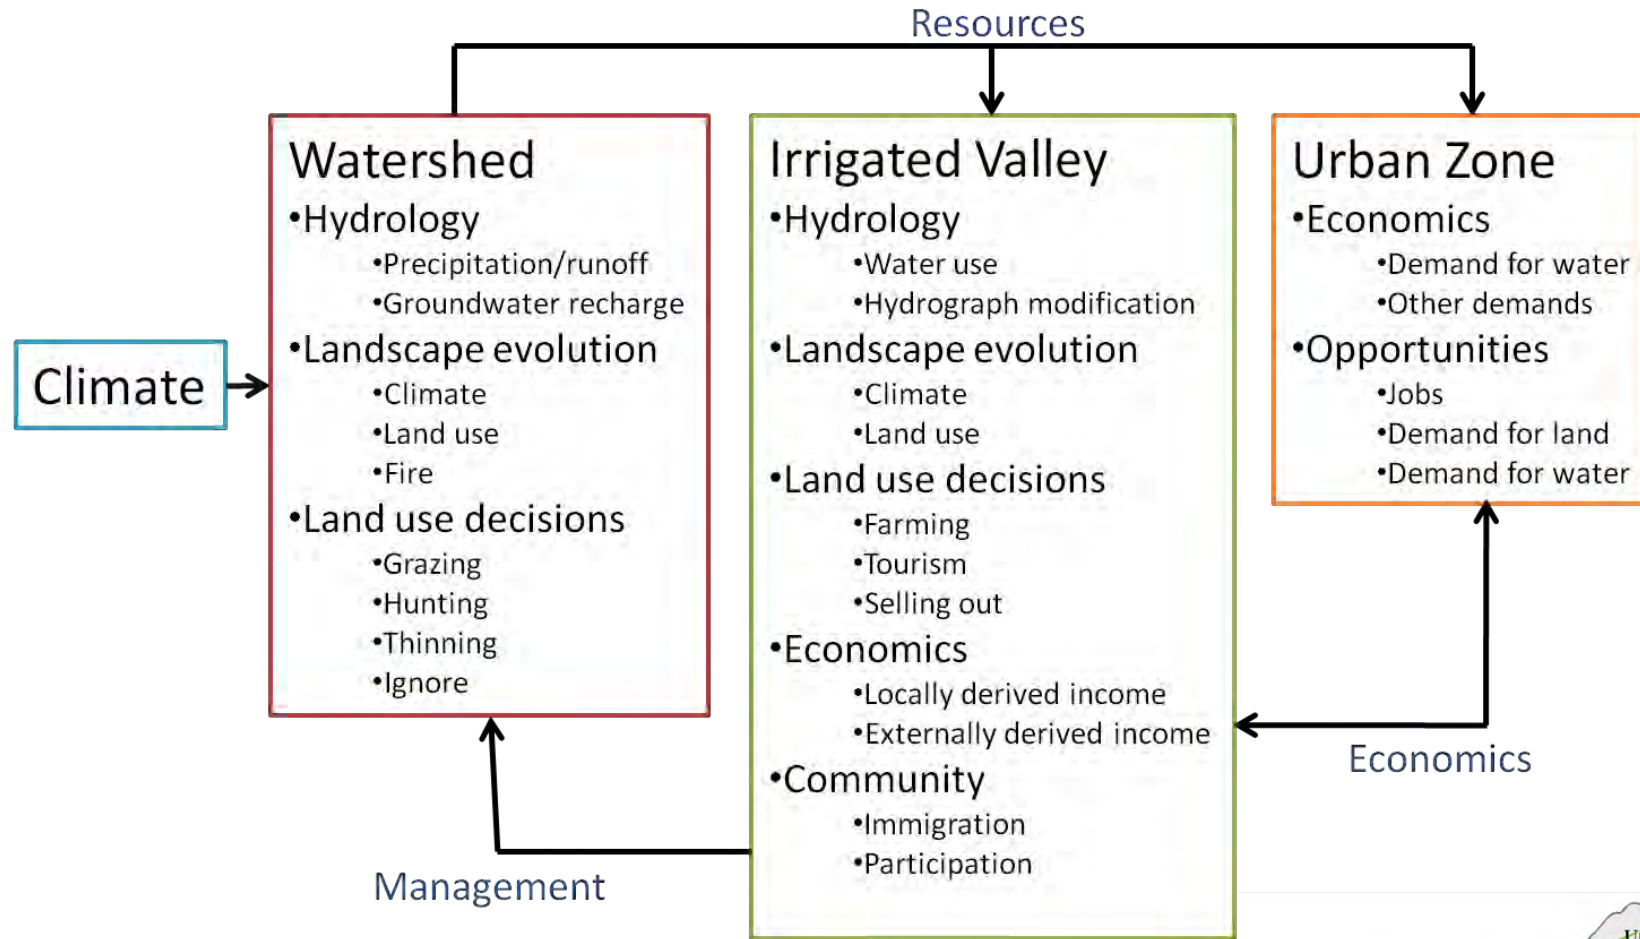 Resources
Climate
Watershed
•Hydrology
•Precipitation/runoff
•Groundwater recharge
•Landscape evolution
•Climate
•Land use
•Fire
•Land use decisions
•Grazing
•Hunting
•Thinning
•Ignore
Irrigated Valley
•Hydrology
•Water use
•Hydrograph modification
•Landscape evolution
•Climate
•Land use
•Land use decisions
•Farming
•Tourism
•Selling out
•Economics
•Locally derived income
•Externally derived income
•Community
•Immigration
•Participation
Urban Zone
•Economics
•Demand for water
•Other demands
•Opportunities
•Jobs
•Demand for land
•Demand for water
Economics
Management